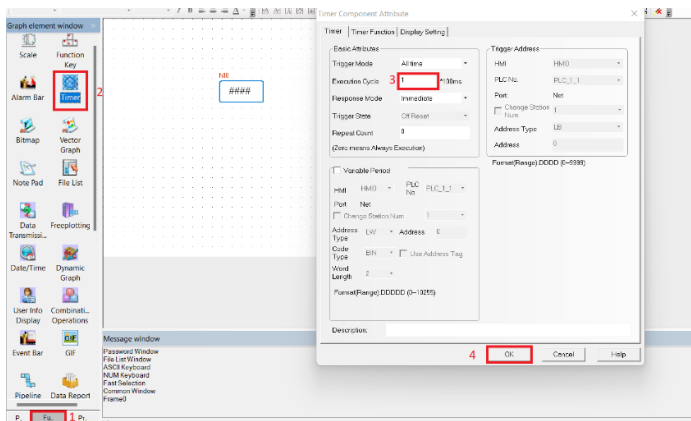 Graph element window
Scale
Function Key
Alarm Bar
Timer
2
Bitmap
Vector Graph
Note Pad
File List
Data Transmissi...
Freeplotting
Date/Time
Dynamic Graph
User Info Display
Combinati... Operations
Event Bar
GIF
Pipeline
Data Report
P..
Fu..
1
Pr..
NI0
####
Message window
Password Window
File List Window
ASCII Keyboard
NUM Keyboard
Fast Selection
Common Window
Frame0
Timer Component Attribute
Timer
Timer Function
Display Setting
Basic Attributes
Trigger Mode
All time
Execution Cycle
3
1
*100ms
Response Mode
Immediate
Trigger State
Off Reset
Repeat Count
0
(Zero means Always Execution)
Variable Period
HMI
HMI0
PLC No.
PLC_1_1
Port
Net
Change Station Num
1
Address Type
LW
Address
0
Code Type
BIN
Use Address Tag
Word Length
2
Format(Range):DDDDD (0~10255)
Description:
Trigger Address
HMI
HMI0
PLC No.
PLC_1_1
Port
Net
Change Station Num
1
Address Type
LB
Address
0
Format(Range):DDDD (0~9999)
4
OK
Cancel
Help